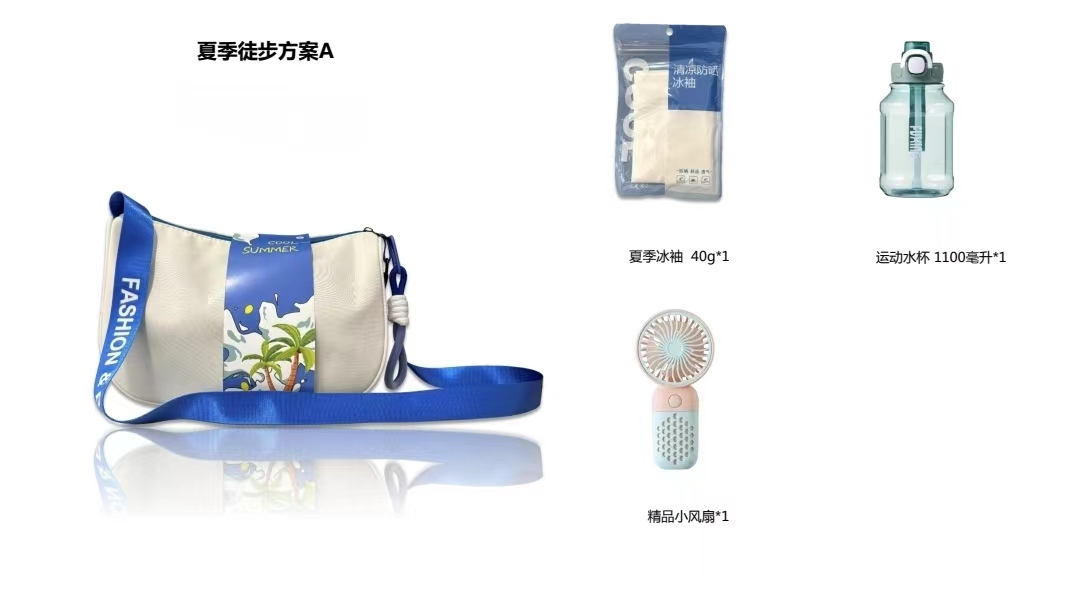 夏季徒步方案A
COOL
SUMMER
FASHION &
COOL
清凉防晒
冰袖
夏季冰袖 40g*1
运动水杯 1100毫升*1
精品小风扇*1